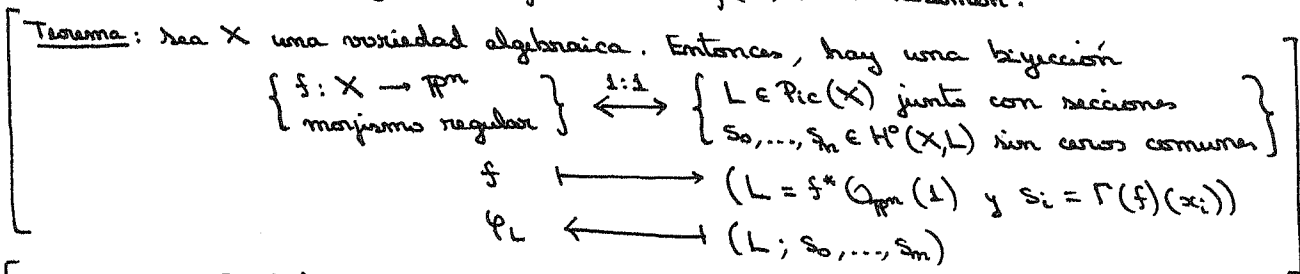 Teorema: sea X una variedad algebraica. Entonces, hay una biyección
{ f: X → ℙⁿ morfismo regular } ⟷ 1:1 { L ∈ Pic(X) junto con secciones
s₀,...,sₙ ∈ H⁰(X,L) sin ceros comunes }
f ⟼ (L = f* 𝒪_ℙⁿ(1) y sᵢ = Γ(f)(xᵢ))
φ_L ⟻ (L; s₀,...,sₙ)